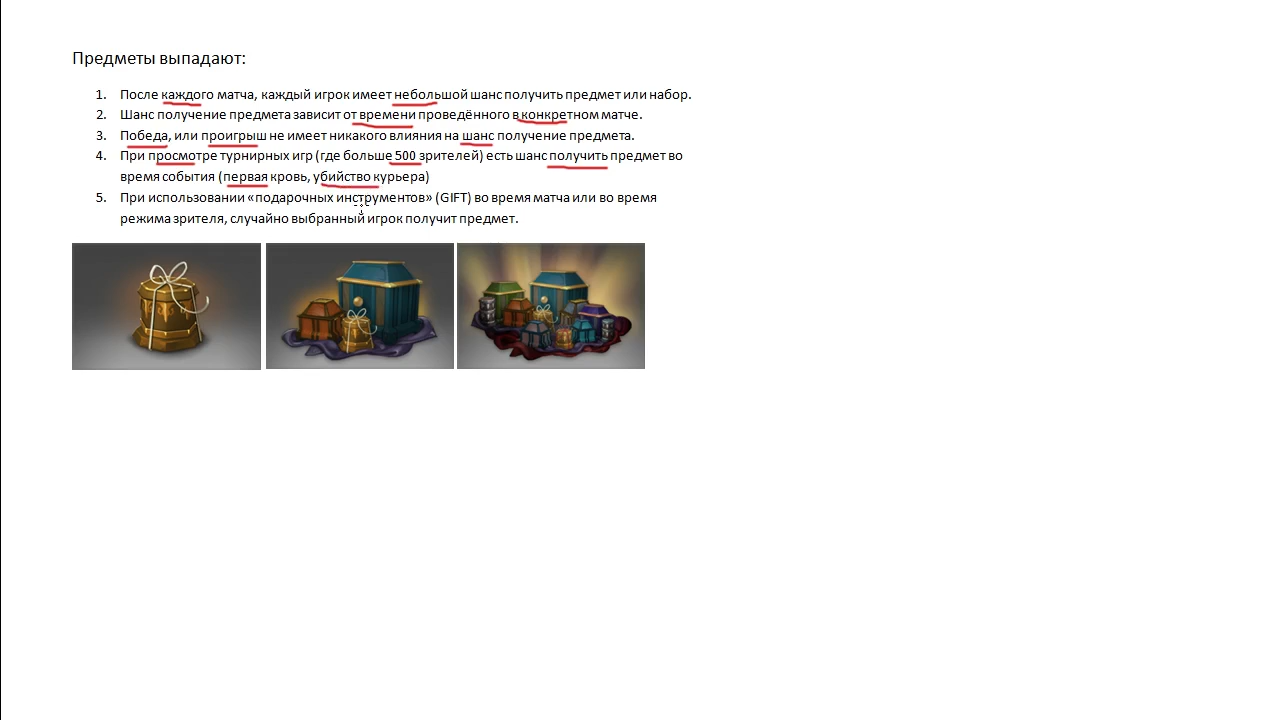 Предметы выпадают:
1. После каждого матча, каждый игрок имеет небольшой шанс получить предмет или набор.
2. Шанс получение предмета зависит от времени проведённого в конкретном матче.
3. Победа, или проигрыш не имеет никакого влияния на шанс получение предмета.
4. При просмотре турнирных игр (где больше 500 зрителей) есть шанс получить предмет во
время события (первая кровь, убийство курьера)
5. При использовании «подарочных инструментов» (GIFT) во время матча или во время
режима зрителя, случайно выбранный игрок получит предмет.